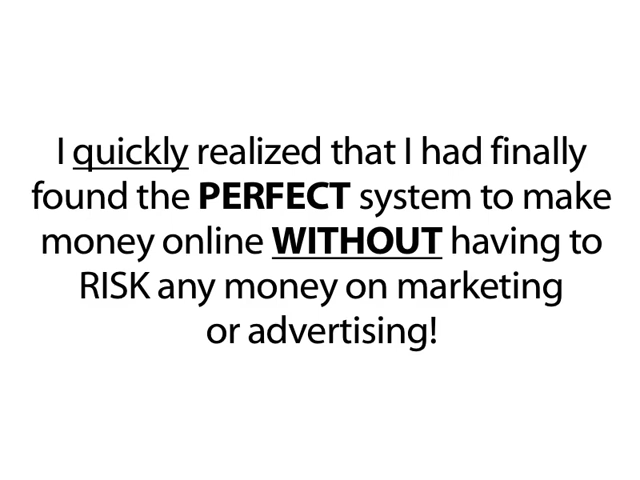 I quickly realized that I had finally
found the PERFECT system to make
money online WITHOUT having to
RISK any money on marketing
or advertising!